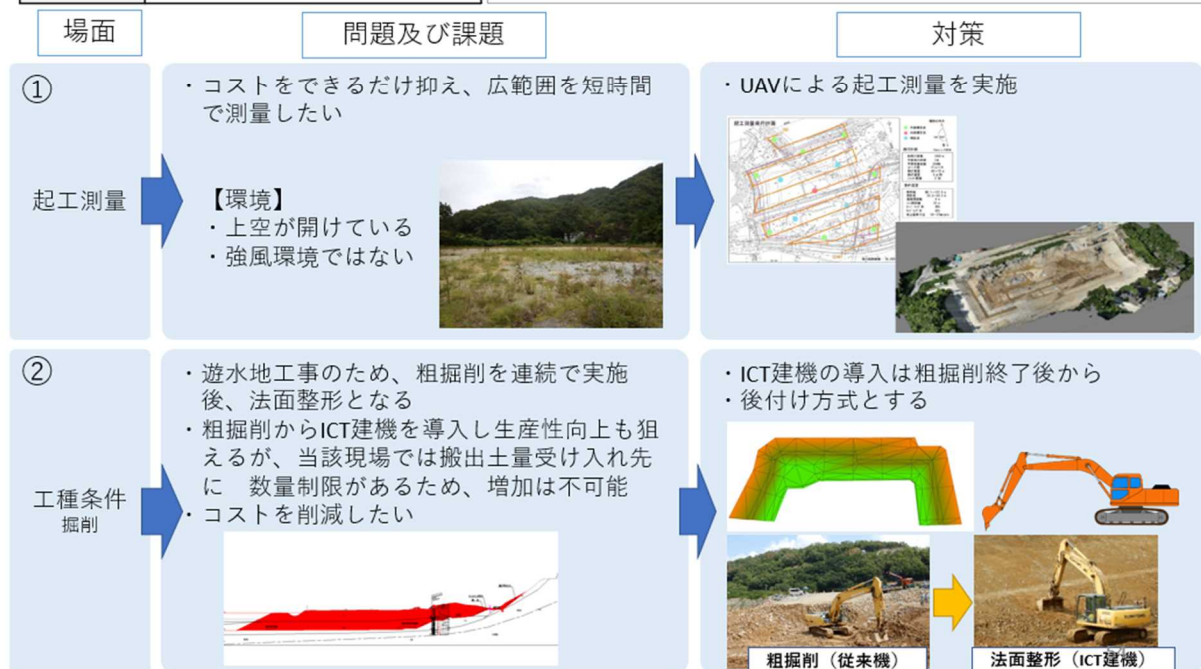 場面
問題及び課題
対策
①
起工測量
・コストをできるだけ抑え、広範囲を短時間
で測量したい
【環境】
・上空が開けている
・強風環境ではない
・UAVによる起工測量を実施
②
工種条件
掘削
・遊水地工事のため、粗掘削を連続で実施
後、法面整形となる
・粗掘削からICT建機を導入し生産性向上も狙
えるが、当該現場では搬出土量受け入れ先
に　数量制限があるため、増加は不可能
・コストを削減したい
・ICT建機の導入は粗掘削終了後から
・後付け方式とする
粗掘削（従来機）
法面整形（ICT建機）